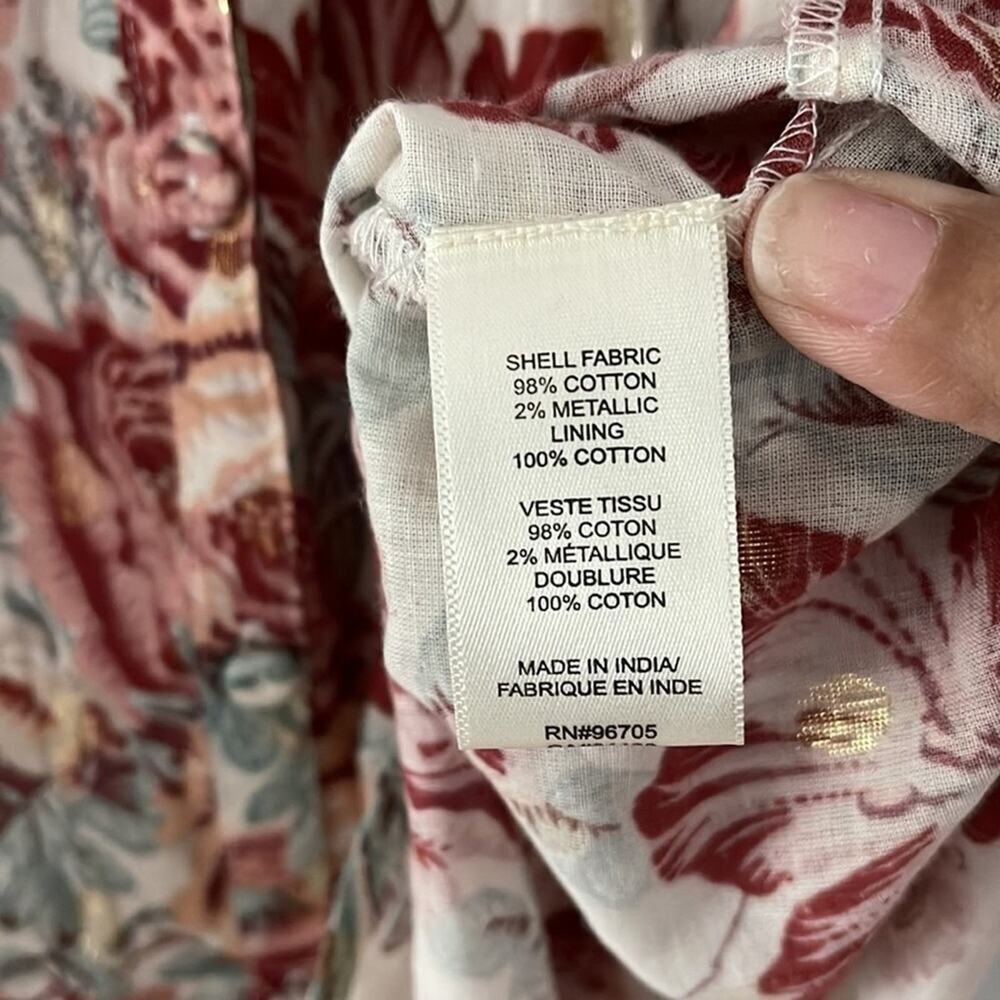 SHELL FABRIC
98% COTTON
2% METALLIC
LINING
100% COTTON
VESTE TISSU
98% COTON
2% MÉTALLIQUE
DOUBLURE
100% COTON
MADE IN INDIA/
FABRIQUE EN INDE
RN#96705